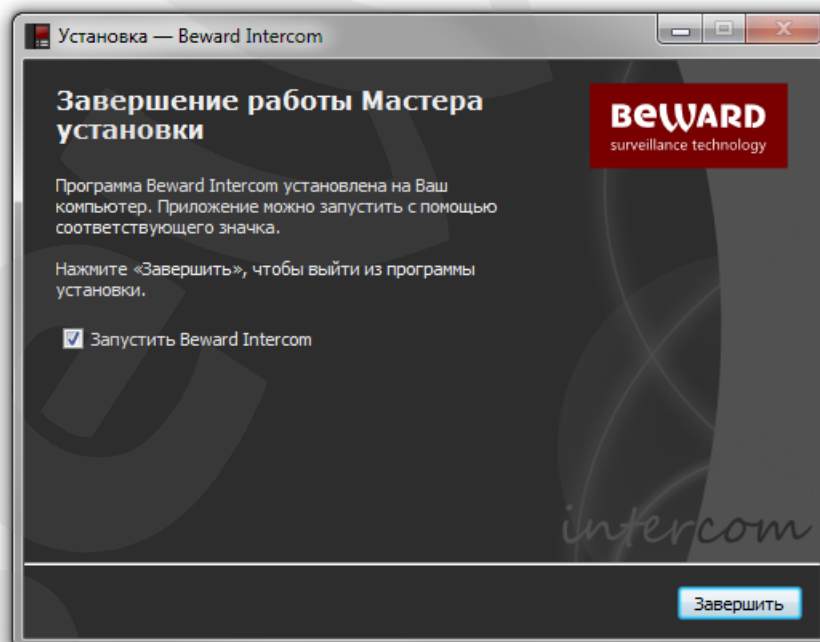 Установка — Beward Intercom
Завершение работы Мастера
установки
BEWARD
surveillance technology
Программа Beward Intercom установлена на Ваш
компьютер. Приложение можно запустить с помощью
соответствующего значка.
Нажмите «Завершить», чтобы выйти из программы
установки.
Запустить Beward Intercom
intercom
Завершить